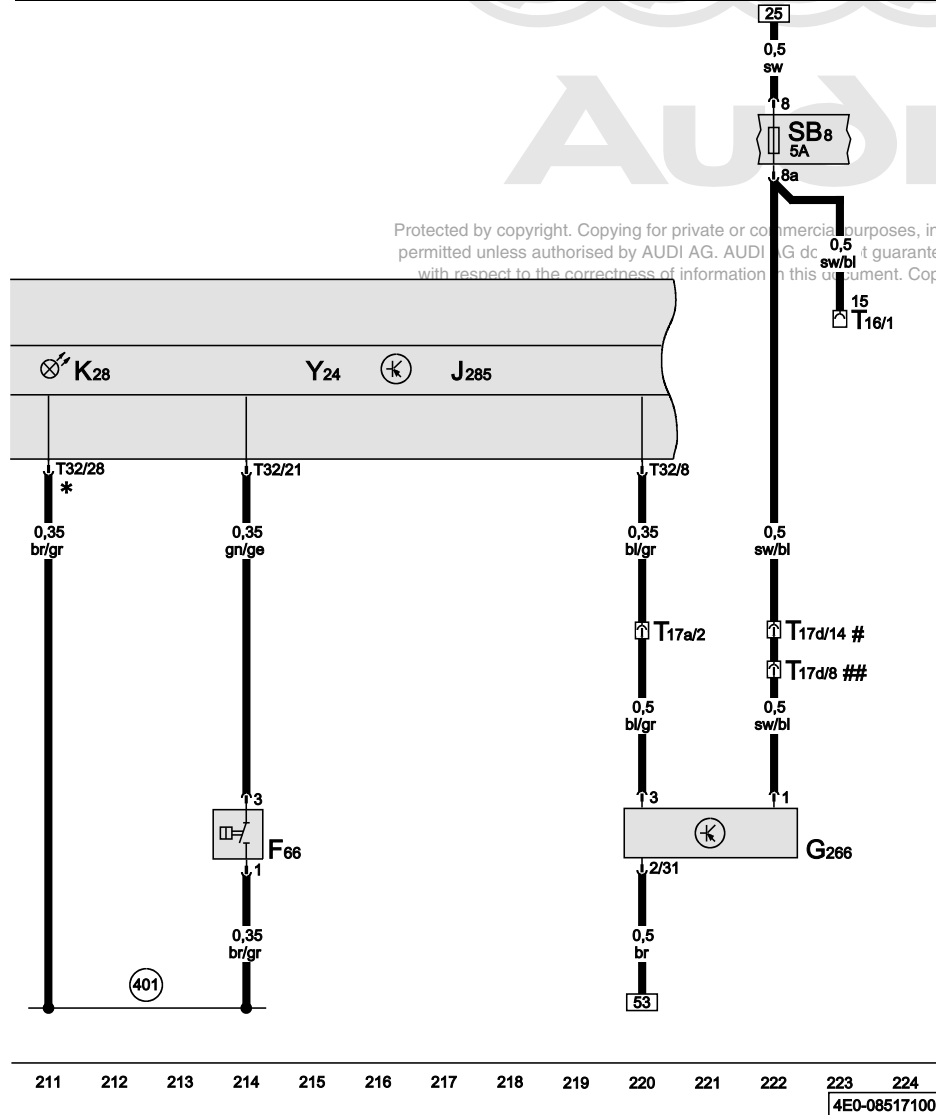 25
0,5
sw
8
SB8
5A
8a
Audi
Protected by copyright. Copying for private or commercial purposes, in
permitted unless authorised by AUDI AG. AUDI AG do t guarante
with respect to the correctness of information in this document. Cop
0,5
sw/bl
15
T16/1
K28 Y24 J285
T32/28 T32/21 T32/8
*
0,35 0,35 0,35 0,5
br/gr gn/ge bl/gr sw/bl
T17a/2 T17d/14 #
T17d/8 ##
0,5 0,5
bl/gr sw/bl
3 3 1
F66 G266
1 2/31
0,35 0,5
br/gr br
401 53
211 212 213 214 215 216 217 218 219 220 221 222 223 224
4E0-08517100